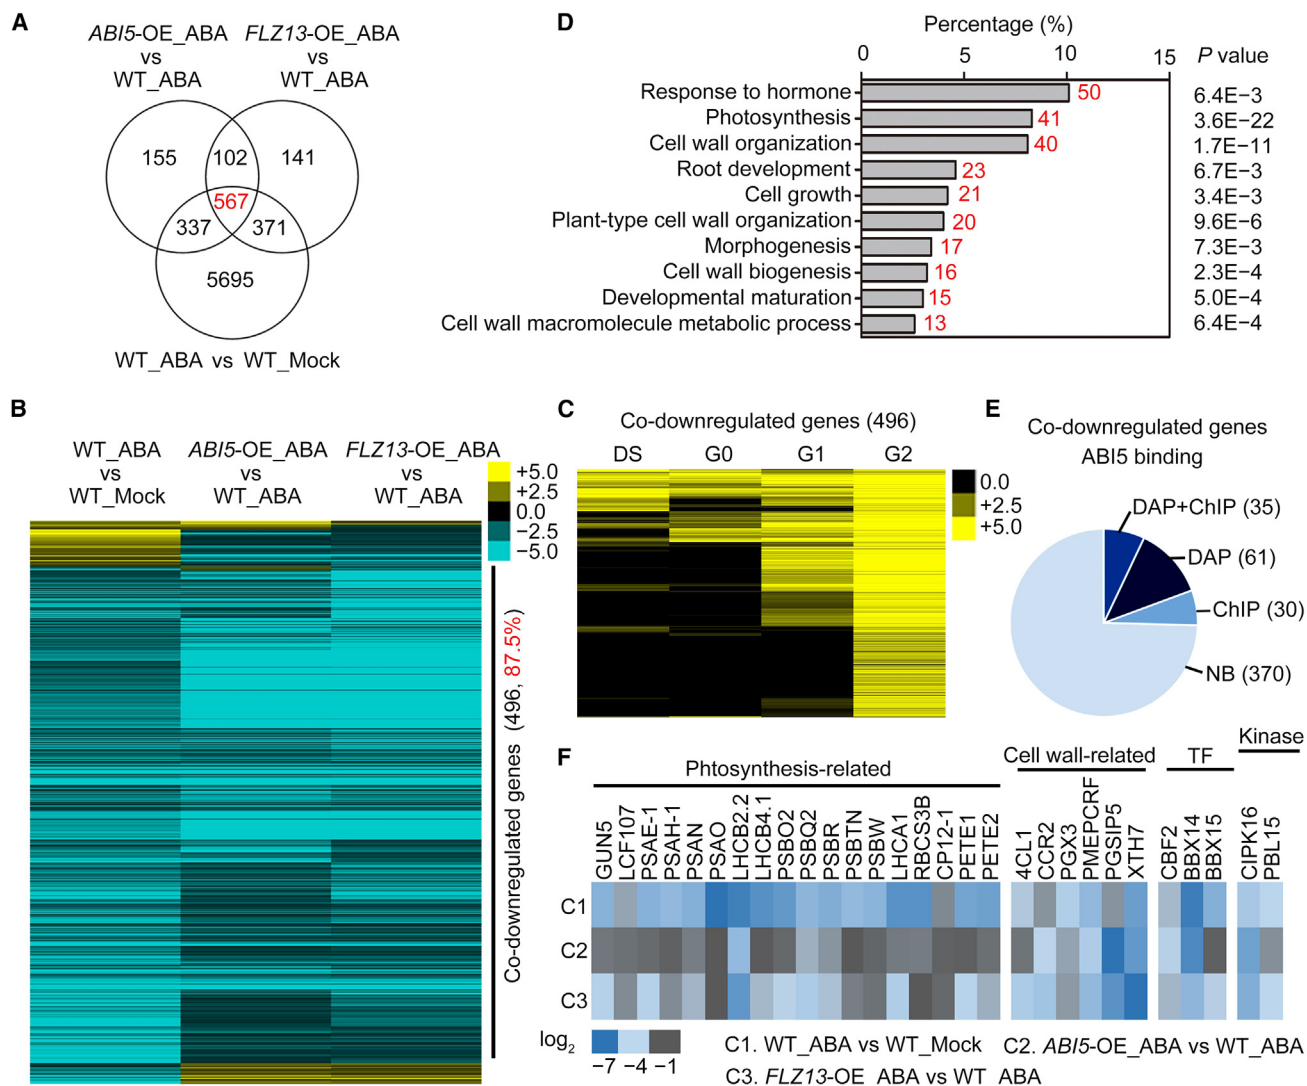 A
ABI5-OE_ABA
vs
WT_ABA
FLZ13-OE_ABA
vs
WT_ABA
155
102
141
567
337
371
5695
WT_ABA vs WT_Mock
D
Percentage (%)
0 5 10 15
P value
Response to hormone 50 6.4E−3
Photosynthesis 41 3.6E−22
Cell wall organization 40 1.7E−11
Root development 23 6.7E−3
Cell growth 21 3.4E−3
Plant-type cell wall organization 20 9.6E−6
Morphogenesis 17 7.3E−3
Cell wall biogenesis 16 2.3E−4
Developmental maturation 15 5.0E−4
Cell wall macromolecule metabolic process 13 6.4E−4
B
WT_ABA
vs
WT_Mock
ABI5-OE_ABA
vs
WT_ABA
FLZ13-OE_ABA
vs
WT_ABA
+5.0
+2.5
0.0
−2.5
−5.0
Co-downregulated genes (496, 87.5%)
C
Co-downregulated genes (496)
DS G0 G1 G2
0.0
+2.5
+5.0
E
Co-downregulated genes
ABI5 binding
DAP+ChIP (35)
DAP (61)
ChIP (30)
NB (370)
F
Phtosynthesis-related
Cell wall-related
TF
Kinase
GUN5
LCF107
PSAE-1
PSAH-1
PSAN
PSAO
LHCB2.2
LHCB4.1
PSBO2
PSBQ2
PSBR
PSBTN
PSBW
LHCA1
RBCS3B
CP12-1
PETE1
PETE2
4CL1
CCR2
PGX3
PMEPCRF
PGSIP5
XTH7
CBF2
BBX14
BBX15
CIPK16
PBL15
C1
C2
C3
log2
−7 −4 −1
C1. WT_ABA vs WT_Mock
C2. ABI5-OE_ABA vs WT_ABA
C3. FLZ13-OE ABA vs WT ABA